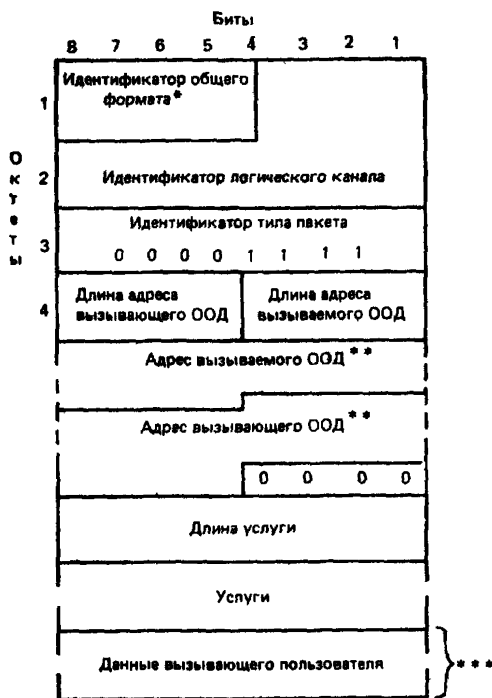 Биты
8 7 6 5 4 3 2 1
Октеты
1
Идентификатор общего
формата*
2
Идентификатор логического канала
3
Идентификатор типа пакета
0 0 0 0 1 1 1 1
4
Длина адреса
вызывающего ООД
Длина адреса
вызываемого ООД
Адрес вызываемого ООД**
Адрес вызывающего ООД**
0 0 0 0
Длина услуги
Услуги
Данные вызывающего пользователя
***